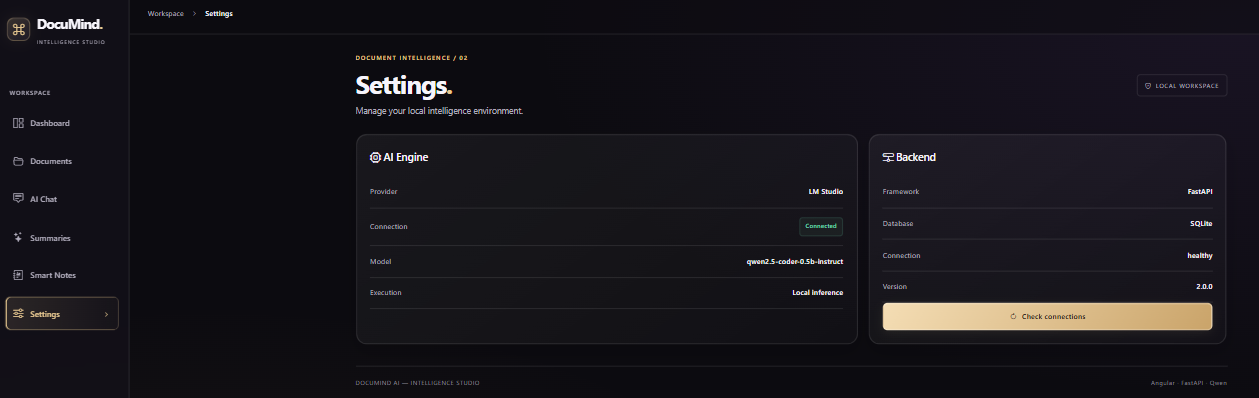 DocuMind.
INTELLIGENCE STUDIO
WORKSPACE
Dashboard
Documents
AI Chat
Summaries
Smart Notes
Settings
Workspace > Settings
DOCUMENT INTELLIGENCE / 02
Settings.
Manage your local intelligence environment.
LOCAL WORKSPACE
AI Engine
Provider LM Studio
Connection Connected
Model qwen2.5-coder-0.5b-instruct
Execution Local inference
Backend
Framework FastAPI
Database SQLite
Connection healthy
Version 2.0.0
Check connections
DOCUMIND AI — INTELLIGENCE STUDIO
Angular · FastAPI · Qwen